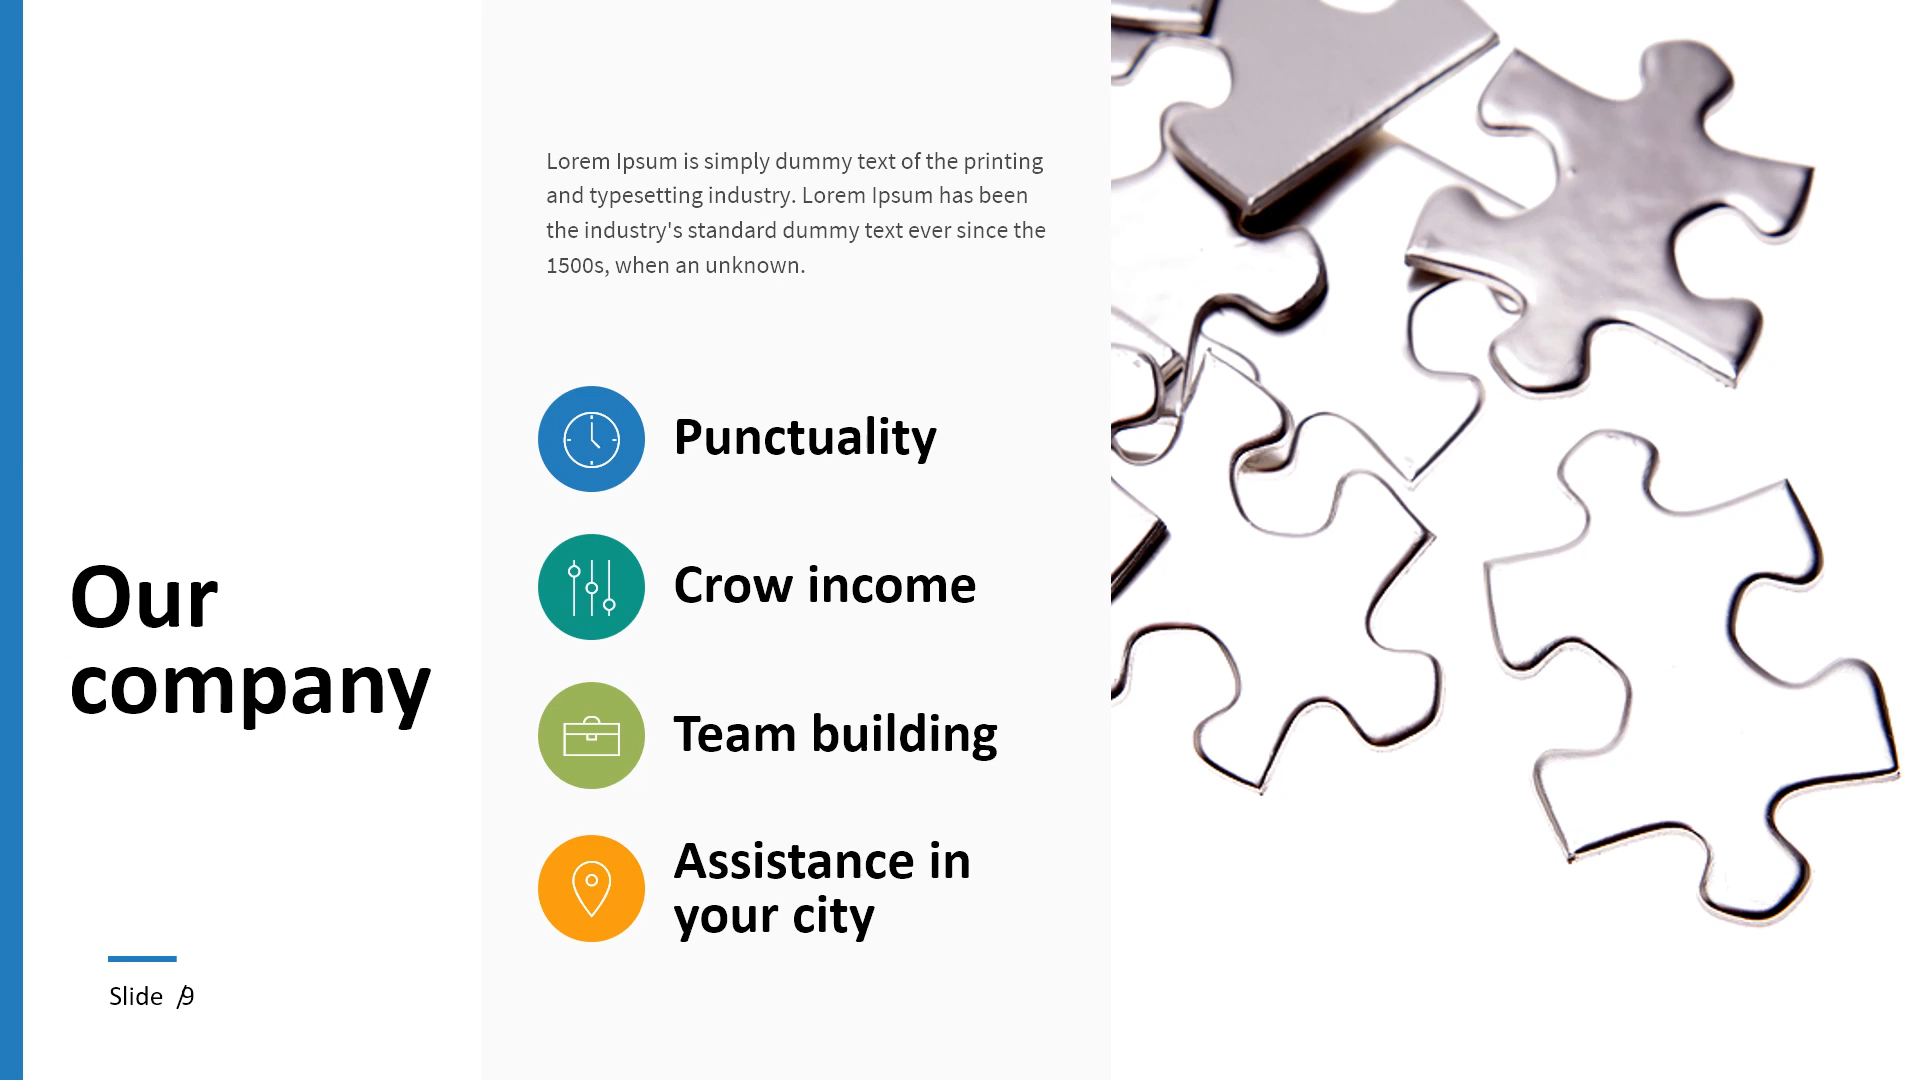 Our
company
Slide /9
Lorem Ipsum is simply dummy text of the printing
and typesetting industry. Lorem Ipsum has been
the industry's standard dummy text ever since the
1500s, when an unknown.
Punctuality
Crow income
Team building
Assistance in
your city